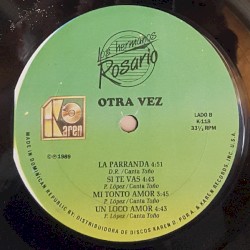 los hermanos
Rosario
OTRA VEZ
Karen
LADO B
K-113
33⅓ RPM
℗ 1989
LA PARRANDA 4:51
D.R. / Canta Toño
SI TE VAS 4:43
P. López / Canta Toño
MI TONTO AMOR 3:45
P. López / Canta Toño
UN LOCO AMOR 4:43
P. López / Canta Toño
MADE IN DOMINICAN REPUBLIC BY: DISTRIBUIDORA DE DISCOS KAREN C. POR A. & KAREN RECORDS, INC.